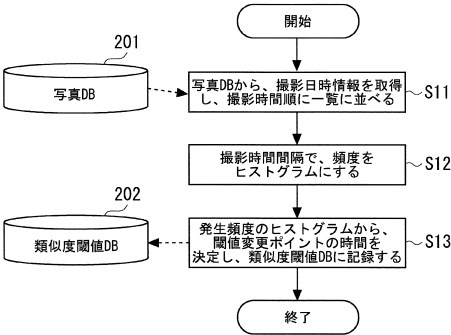 開始
201
写真DB
写真DBから、撮影日時情報を取得
し、撮影時間順に一覧に並べる
S11
撮影時間間隔で、頻度を
ヒストグラムにする
S12
202
類似度閾値DB
発生頻度のヒストグラムから、
閾値変更ポイントの時間を
決定し、類似度閾値DBに記録する
S13
終了